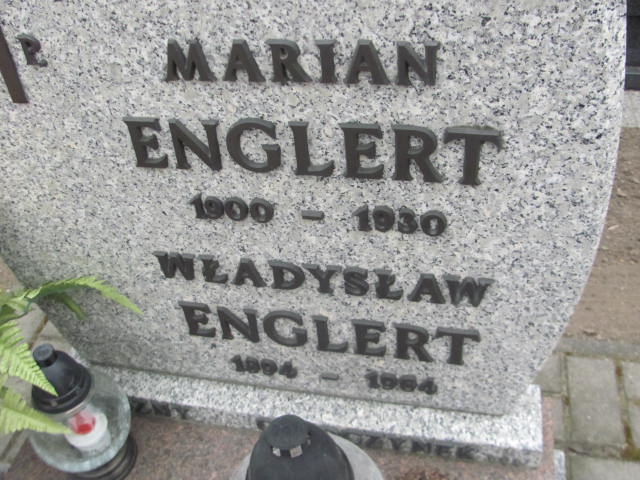 P.
MARIAN
ENGLERT
1900 - 1930
WŁADYSŁAW
ENGLERT
1894 - 1964